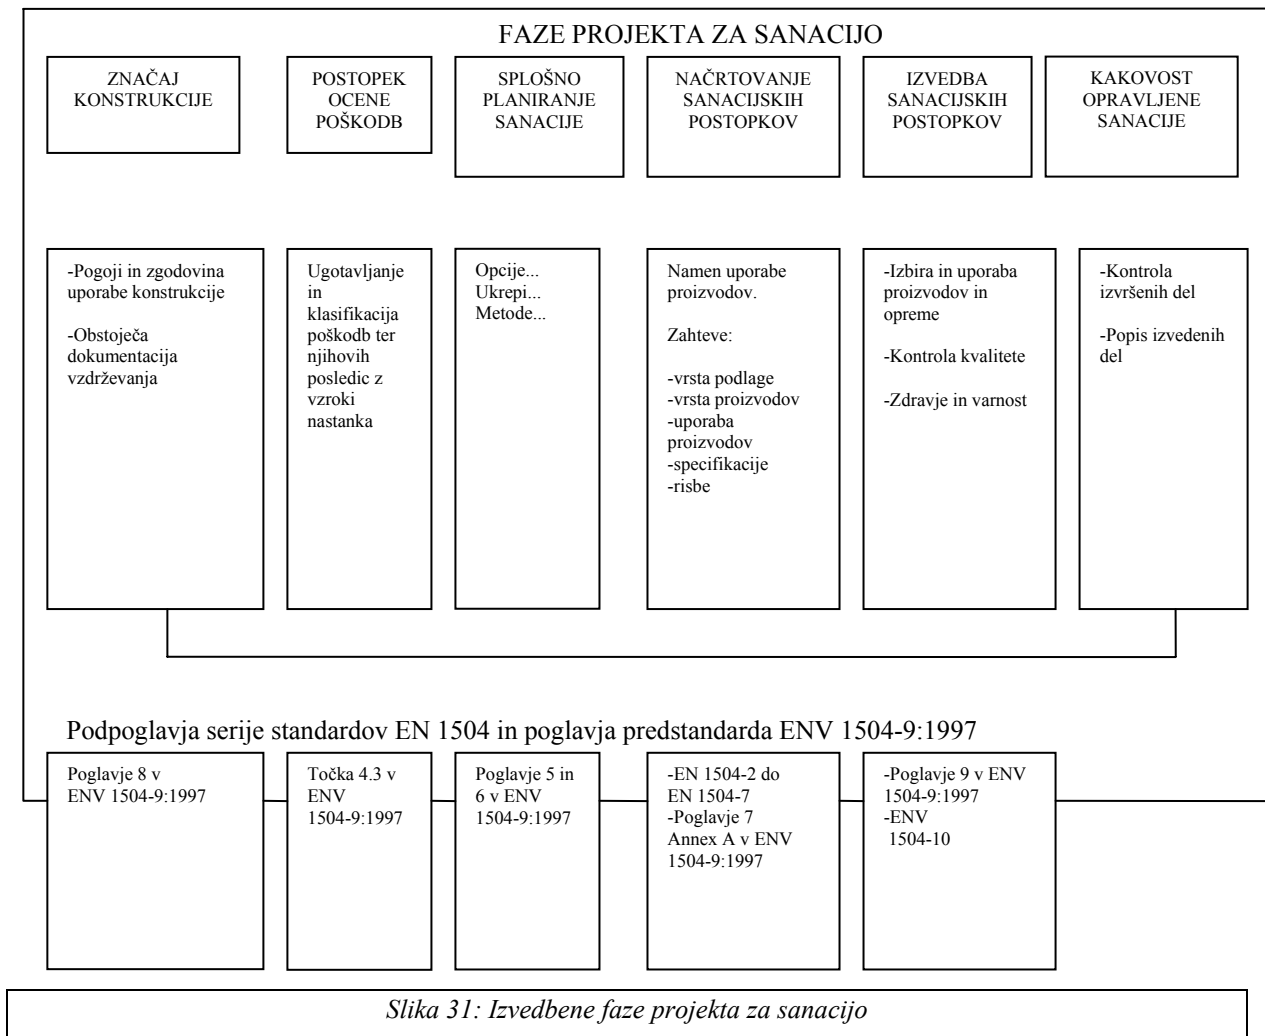 FAZE PROJEKTA ZA SANACIJO
ZNAČAJ
KONSTRUKCIJE
POSTOPEK
OCENE
POŠKODB
SPLOŠNO
PLANIRANJE
SANACIJE
NAČRTOVANJE
SANACIJSKIH
POSTOPKOV
IZVEDBA
SANACIJSKIH
POSTOPKOV
KAKOVOST
OPRAVLJENE
SANACIJE
-Pogoji in zgodovina
uporabe konstrukcije
-Obstoječa
dokumentacija
vzdrževanja
Ugotavljanje
in
klasifikacija
poškodb ter
njihovih
posledic z
vzroki
nastanka
Opcije...
Ukrepi...
Metode...
Namen uporabe
proizvodov.
Zahteve:
-vrsta podlage
-vrsta proizvodov
-uporaba
proizvodov
-specifikacije
-risbe
-Izbira in uporaba
proizvodov in
opreme
-Kontrola kvalitete
-Zdravje in varnost
-Kontrola
izvršenih del
-Popis izvedenih
del
Podpoglavja serije standardov EN 1504 in poglavja predstandarda ENV 1504-9:1997
Poglavje 8 v
ENV 1504-9:1997
Točka 4.3 v
ENV
1504-9:1997
Poglavje 5 in
6 v ENV
1504-9:1997
-EN 1504-2 do
EN 1504-7
-Poglavje 7
Annex A v ENV
1504-9:1997
-Poglavje 9 v ENV
1504-9:1997
-ENV
1504-10
Slika 31: Izvedbene faze projekta za sanacijo